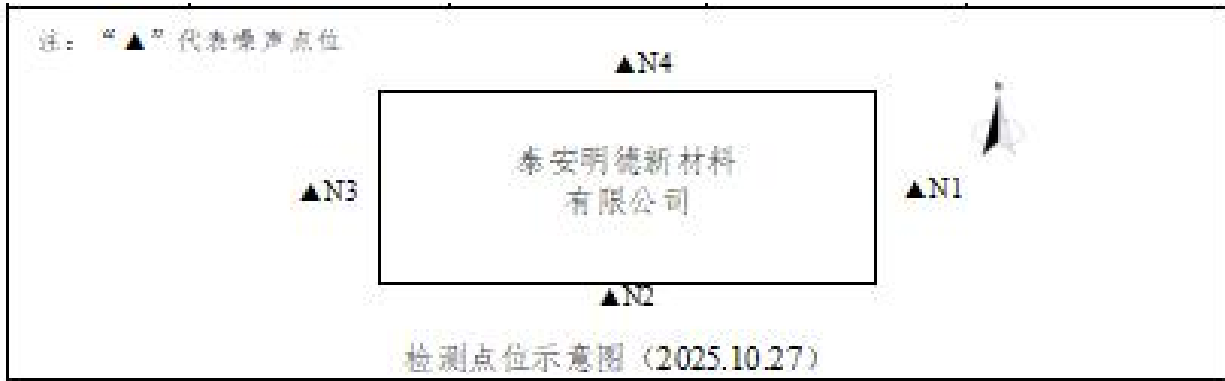 注：“▲”代表噪声点位
▲N4
泰安明德新材料
有限公司
▲N3
▲N1
▲N2
检测点位示意图（2025.10.27）